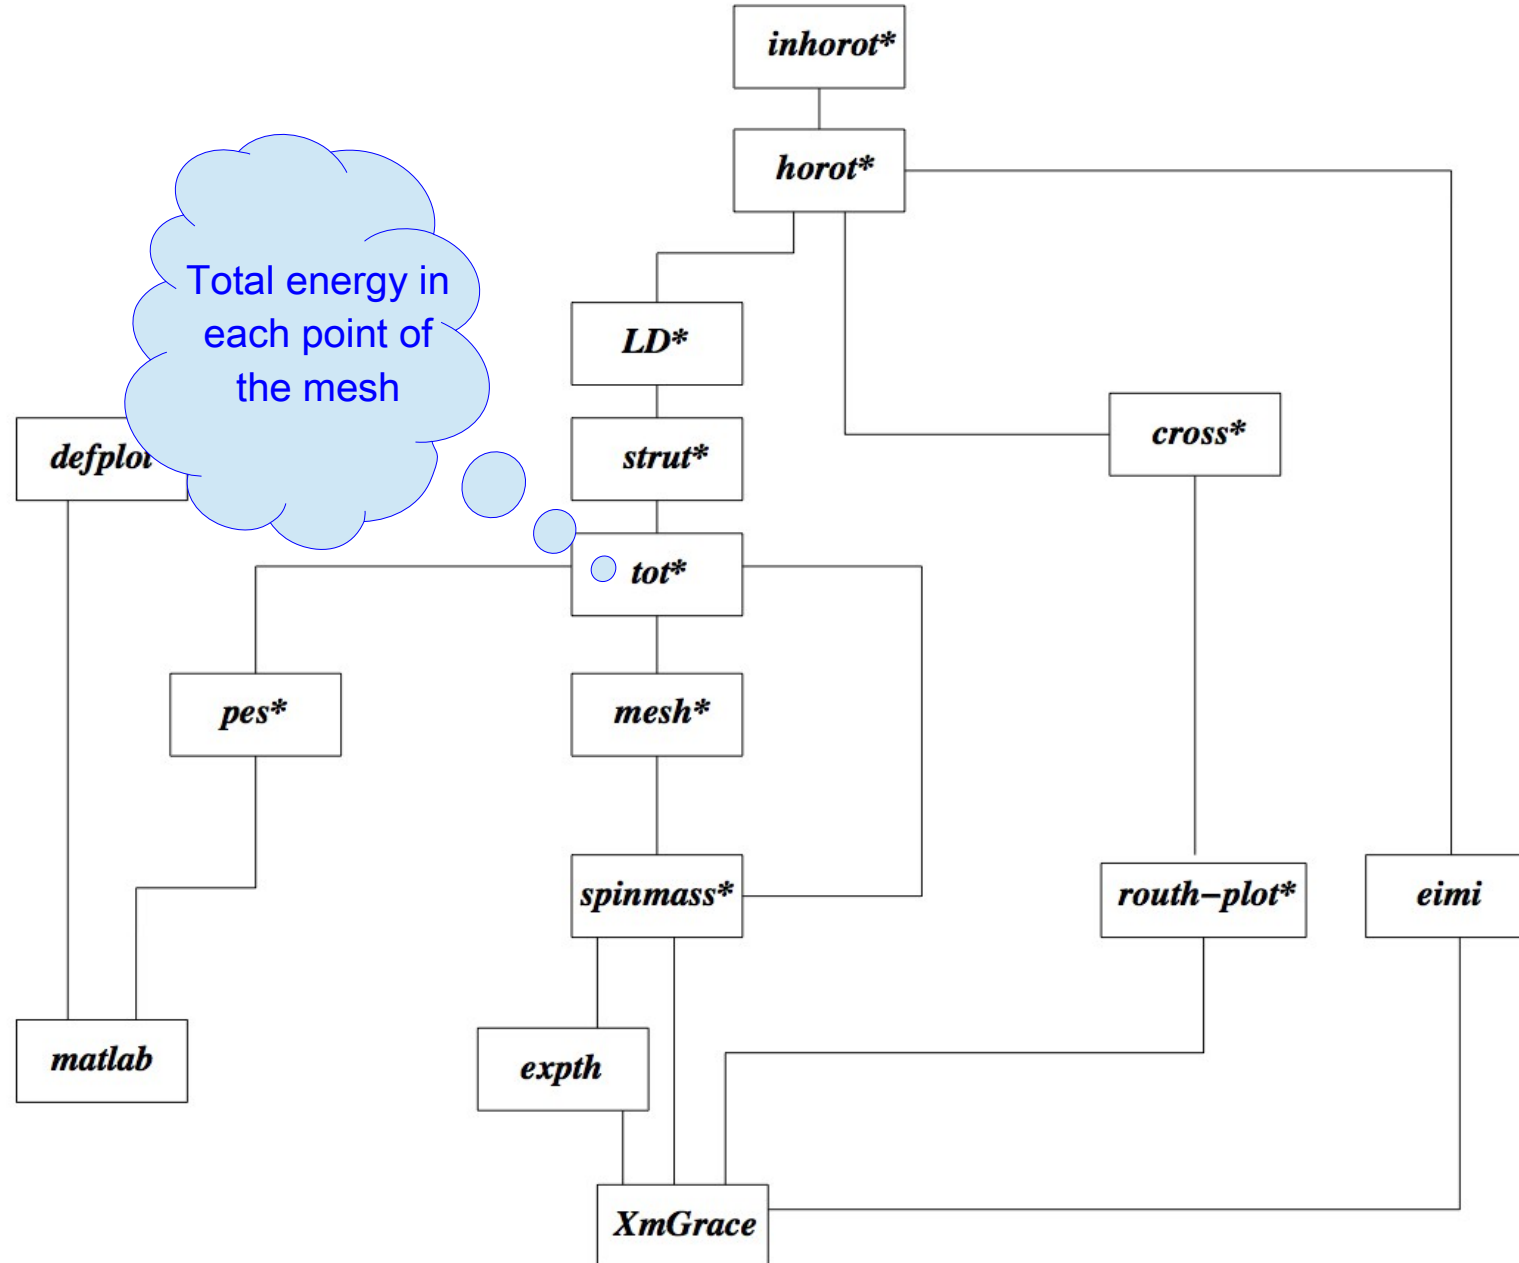 inhorot*
horot*
Total energy in
each point of
the mesh
LD*
cross*
defplot
strut*
tot*
pes*
mesh*
spinmass*
routh–plot*
eimi
matlab
expth
XmGrace